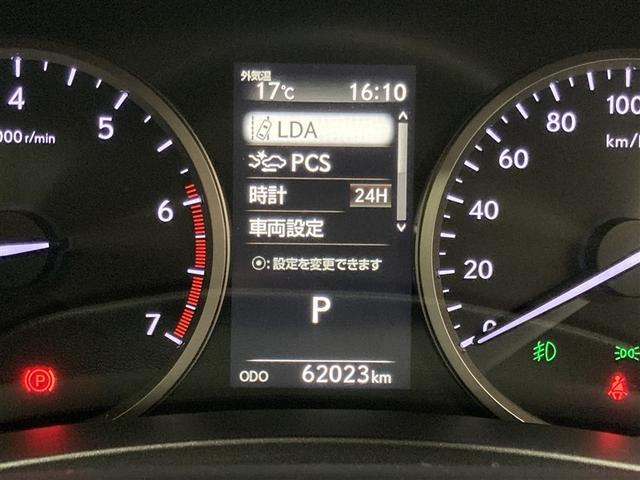 外気温
17℃ 16:10
LDA
PCS
時計 24H
車両設定
⦿: 設定を変更できます
P
ODO 62023 km
4
5
6
7
000 r/min
100
80
60
40
20
0
km/h
P